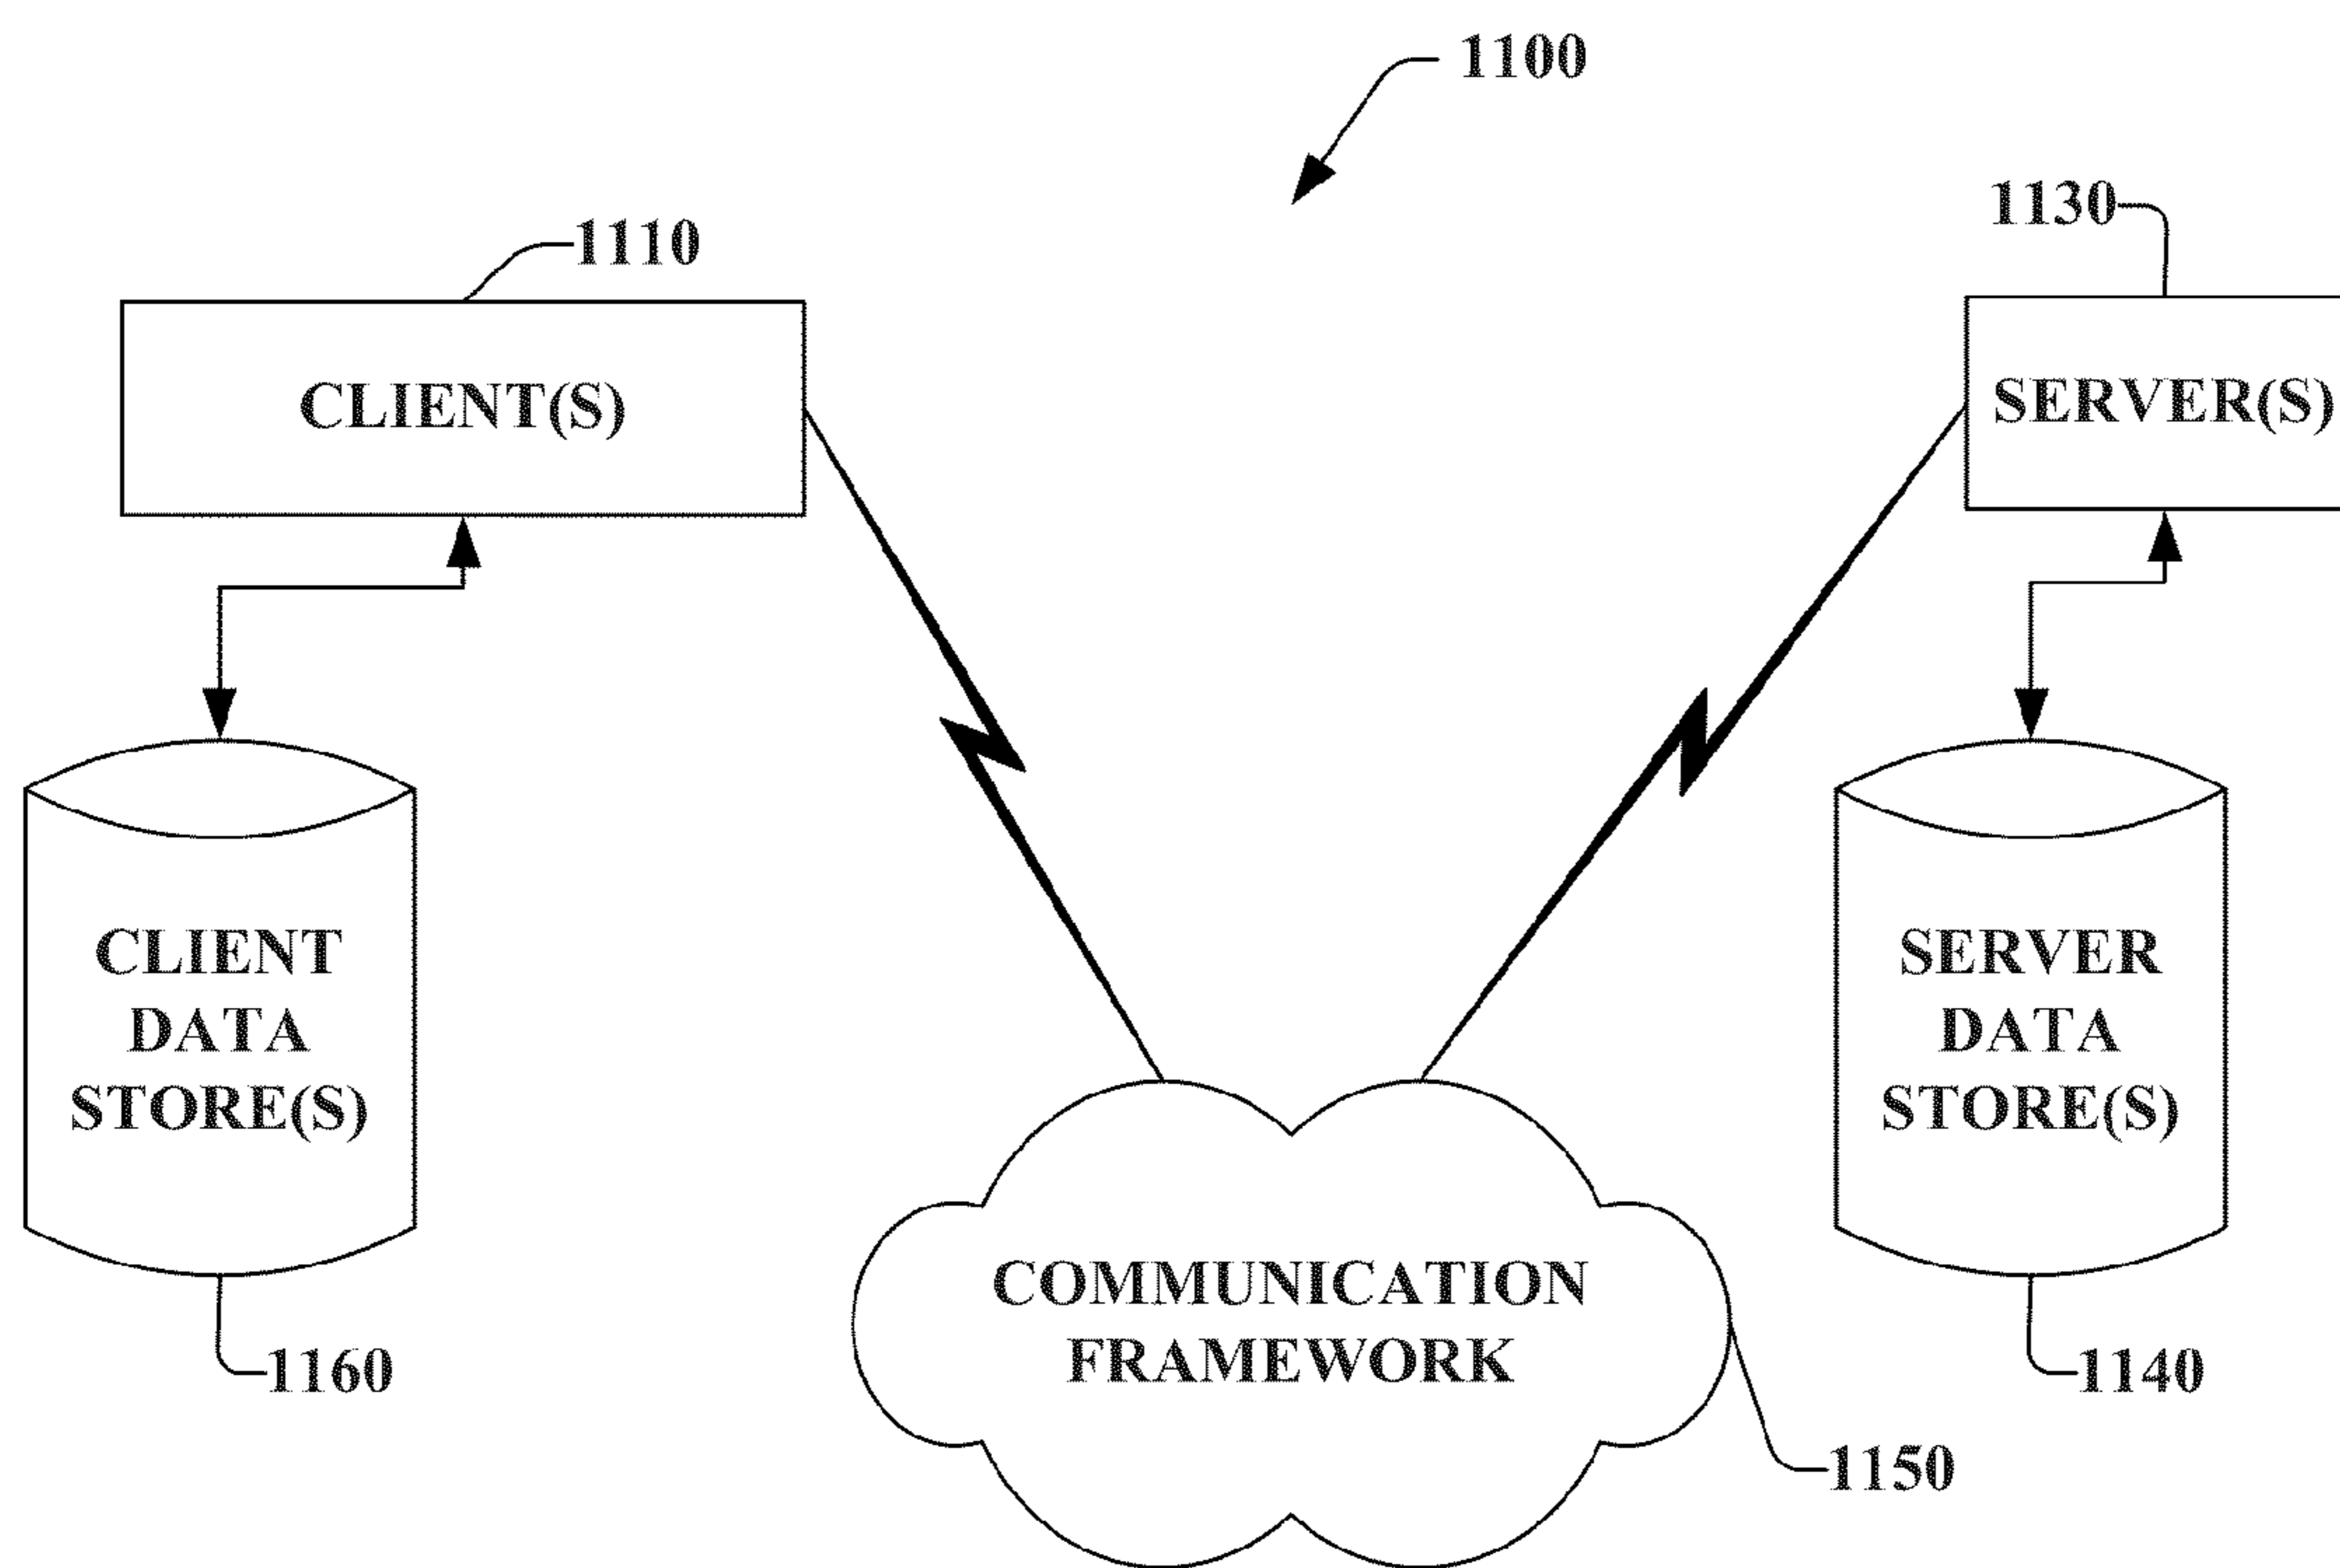 1100
1110
1130
CLIENT(S)
SERVER(S)
CLIENT
DATA
STORE(S)
SERVER
DATA
STORE(S)
COMMUNICATION
FRAMEWORK
1160
1140
1150